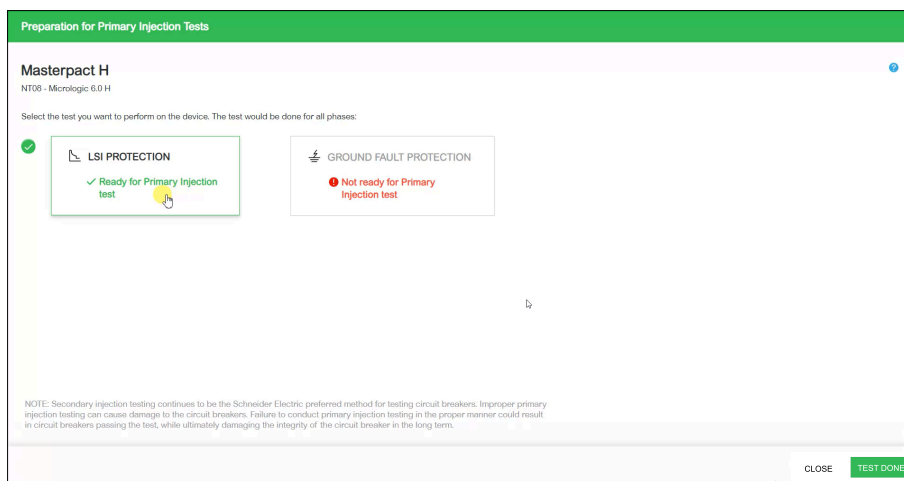 Preparation for Primary Injection Tests
Masterpact H
NT08 - Micrologic 6.0 H
Select the test you want to perform on the device. The test would be done for all phases:
LSI PROTECTION
Ready for Primary Injection
test
GROUND FAULT PROTECTION
Not ready for Primary
Injection test
NOTE: Secondary injection testing continues to be the Schneider Electric preferred method for testing circuit breakers. Improper primary
injection testing can cause damage to the circuit breakers. Failure to conduct primary injection testing in the proper manner could result
in circuit breakers passing the test, while ultimately damaging the integrity of the circuit breaker in the long term.
CLOSE
TEST DONE